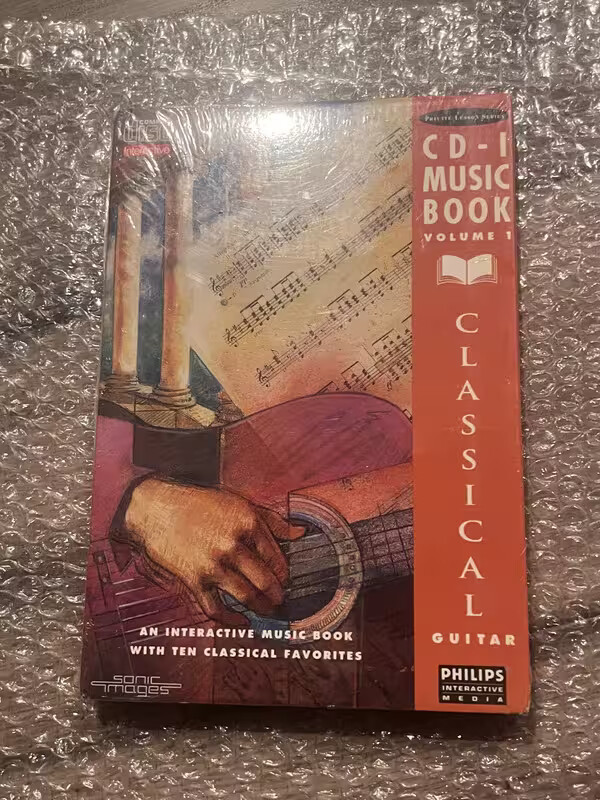 PRIVATE LESSON SERIES
Interactive
CD-I
MUSIC
BOOK
VOLUME 1
CLASSICAL
GUITAR
AN INTERACTIVE MUSIC BOOK
WITH TEN CLASSICAL FAVORITES
sonic
images
PHILIPS
INTERACTIVE
MEDIA